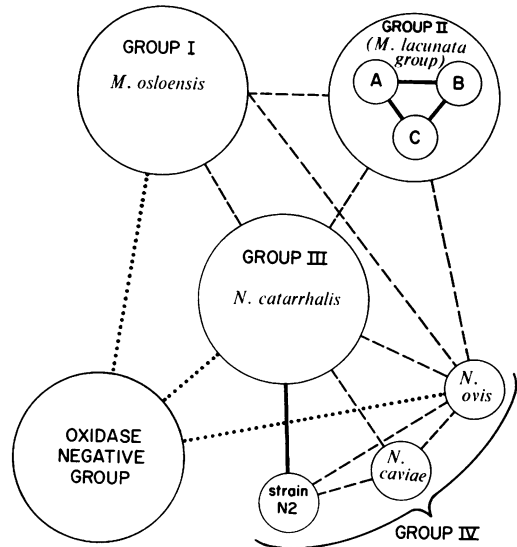 GROUP I
M. osloensis
GROUP II
(M. lacunata
group)
A
B
C
GROUP III
N. catarrhalis
N.
ovis
OXIDASE
NEGATIVE
GROUP
N.
caviae
strain
N2
GROUP IV